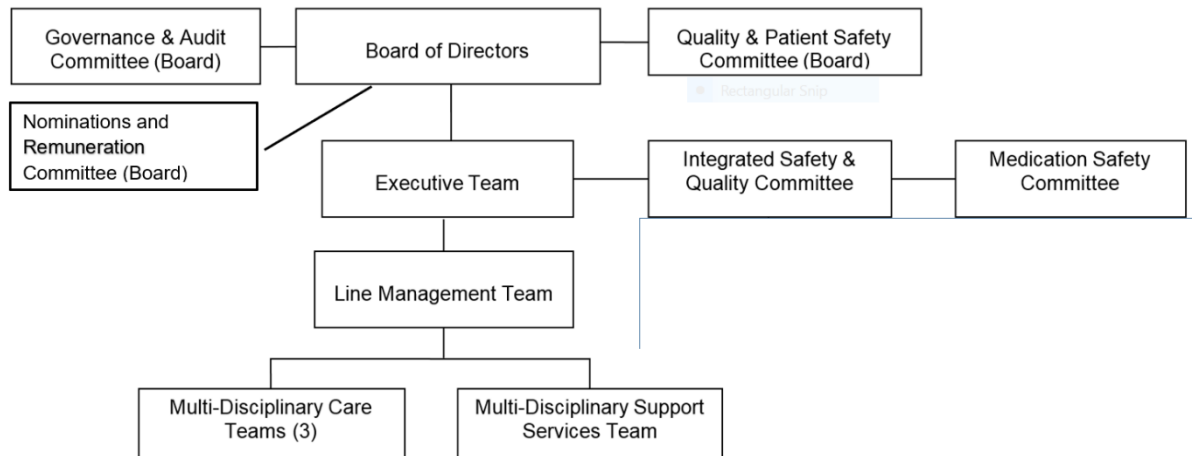 Governance & Audit
Committee (Board)
Board of Directors
Quality & Patient Safety
Committee (Board)
Rectangular Snip
Nominations and
Remuneration
Committee (Board)
Executive Team
Integrated Safety &
Quality Committee
Medication Safety
Committee
Line Management Team
Multi-Disciplinary Care
Teams (3)
Multi-Disciplinary Support
Services Team